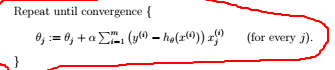 Repeat until convergence {
θ_j := θ_j + α ∑_{i=1}^{m} (y^{(i)} − h_θ(x^{(i)})) x_j^{(i)} (for every j).
}